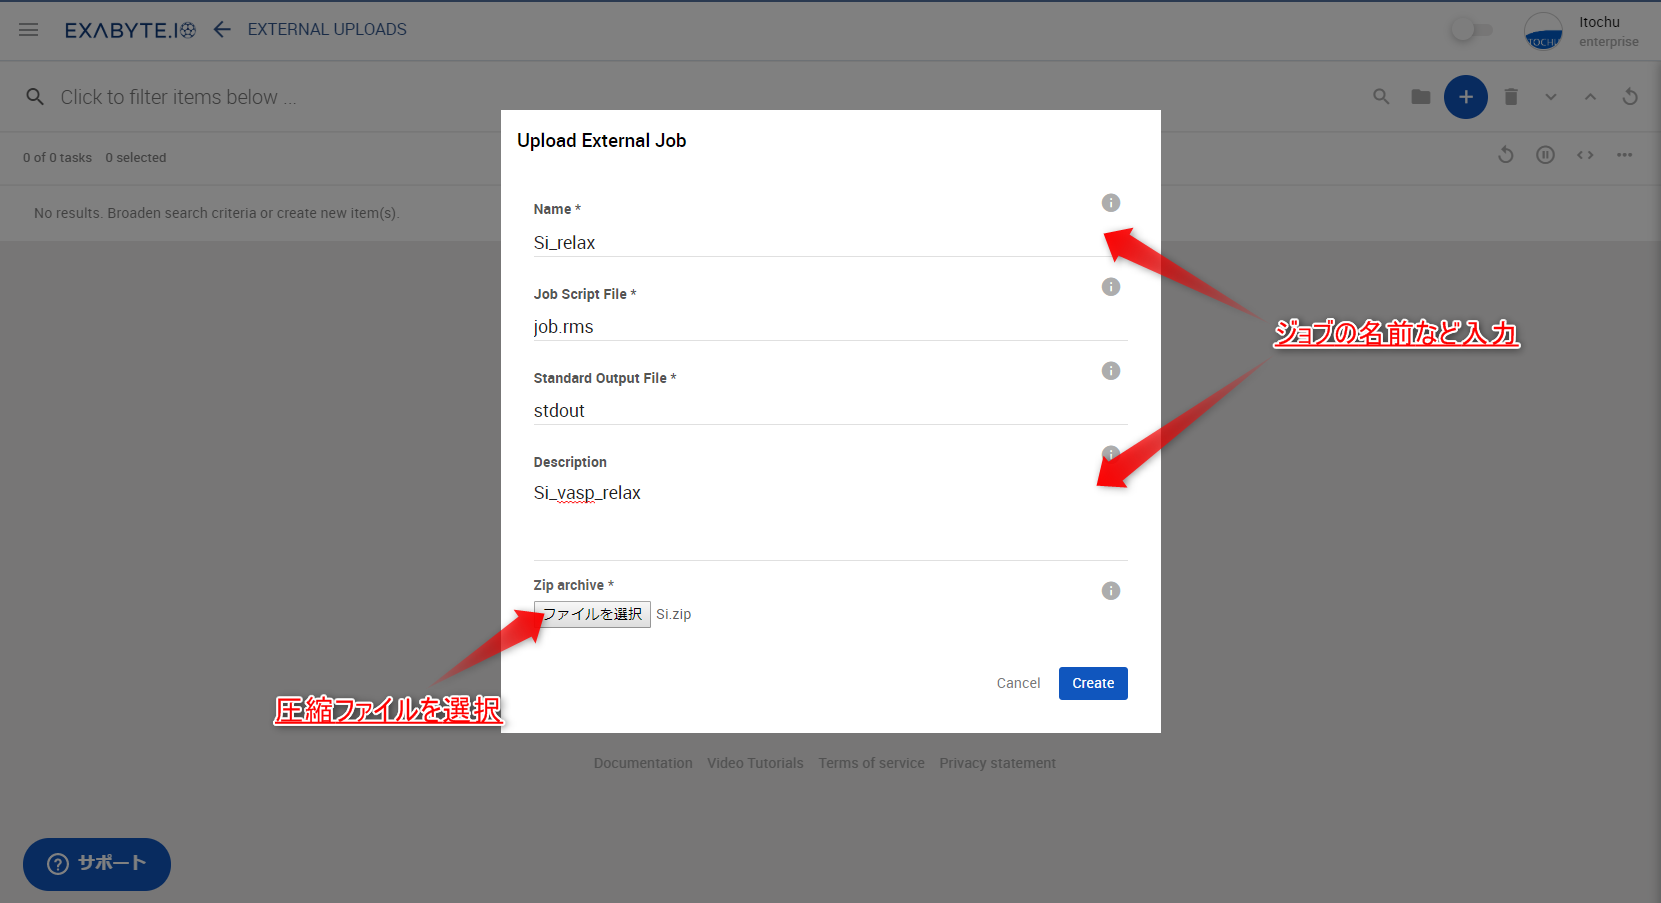 EXABYTE.IO
EXTERNAL UPLOADS
TOCHU
Itochu
enterprise
Click to filter items below ...
0 of 0 tasks 0 selected
No results. Broaden search criteria or create new item(s).
Upload External Job
Name *
Si_relax
Job Script File *
job.rms
Standard Output File *
stdout
Description
Si_vasp_relax
Zip archive *
ファイルを選択 Si.zip
Cancel Create
ジョブの名前など入力
圧縮ファイルを選択
Documentation Video Tutorials Terms of service Privacy statement
サポート